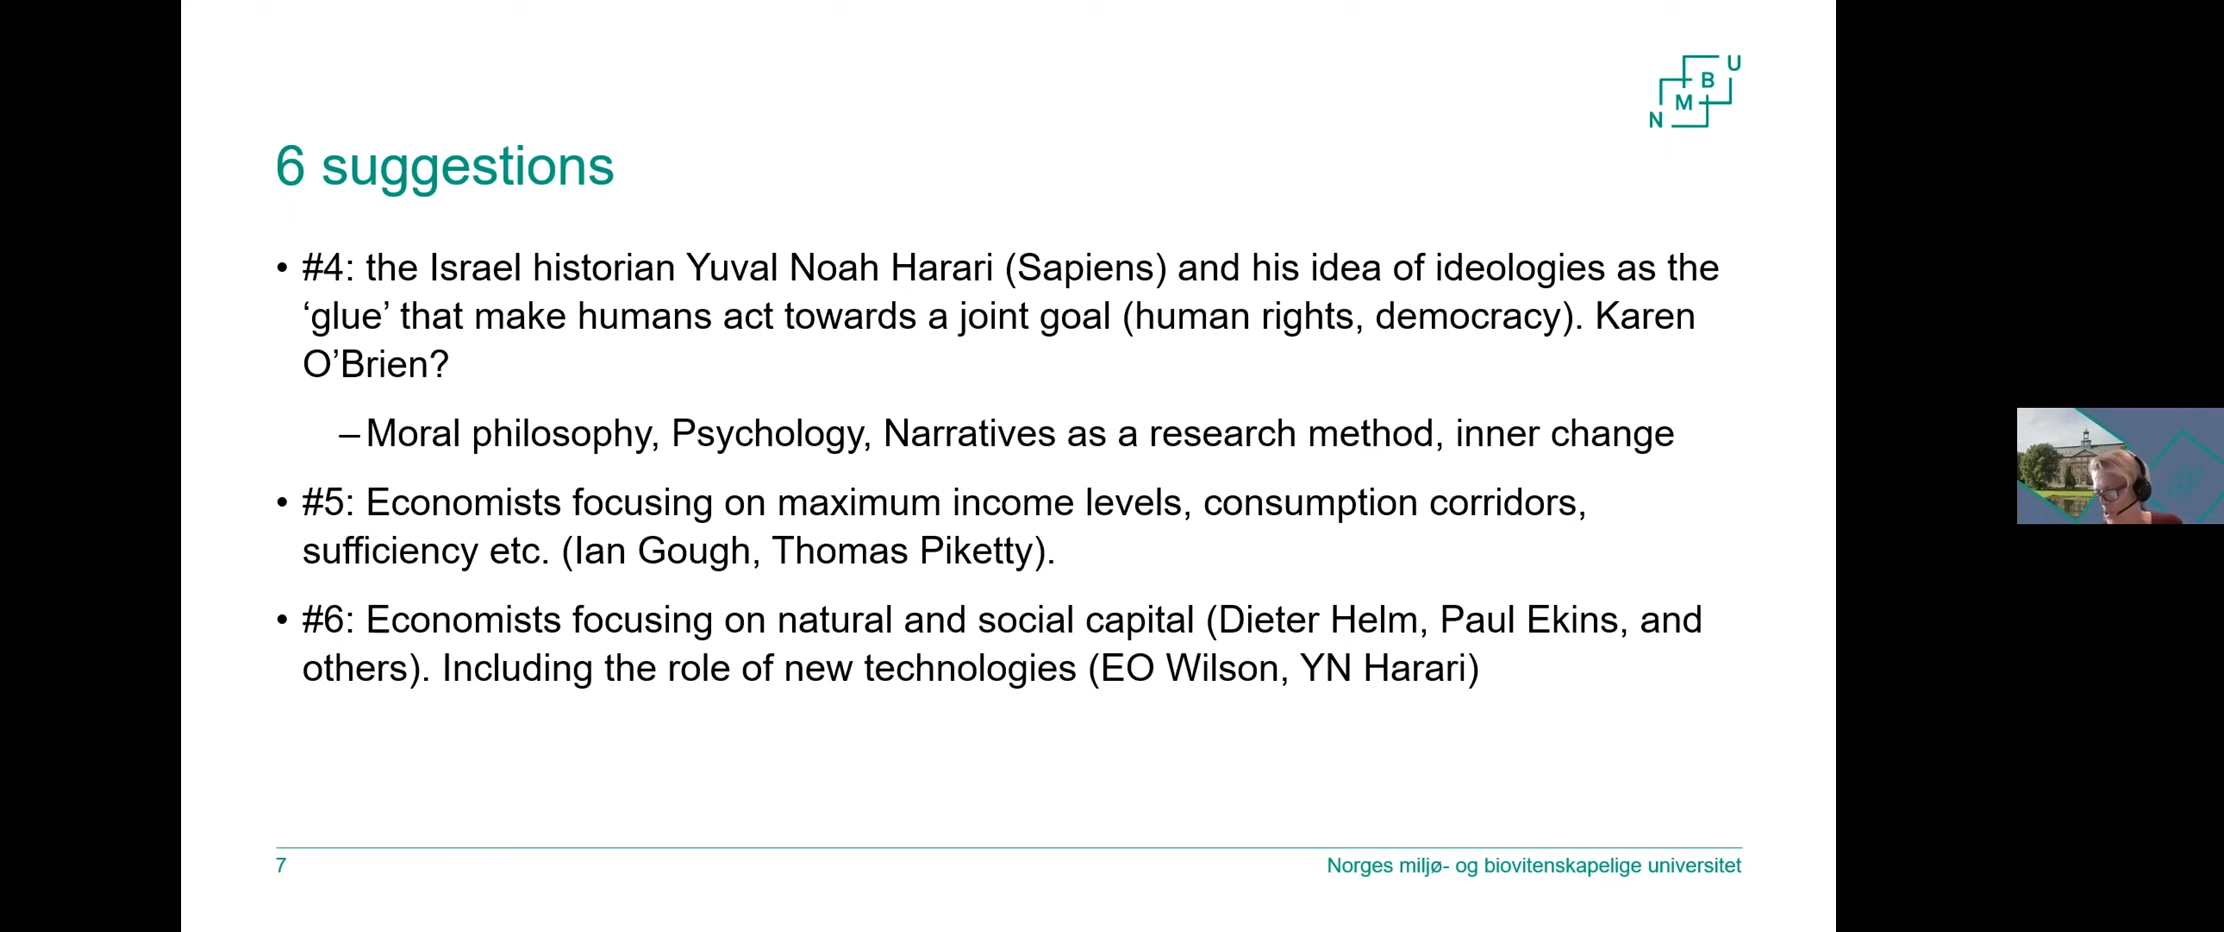 N M B U
6 suggestions
• #4: the Israel historian Yuval Noah Harari (Sapiens) and his idea of ideologies as the
‘glue’ that make humans act towards a joint goal (human rights, democracy). Karen
O’Brien?
– Moral philosophy, Psychology, Narratives as a research method, inner change
• #5: Economists focusing on maximum income levels, consumption corridors,
sufficiency etc. (Ian Gough, Thomas Piketty).
• #6: Economists focusing on natural and social capital (Dieter Helm, Paul Ekins, and
others). Including the role of new technologies (EO Wilson, YN Harari)
7
Norges miljø- og biovitenskapelige universitet